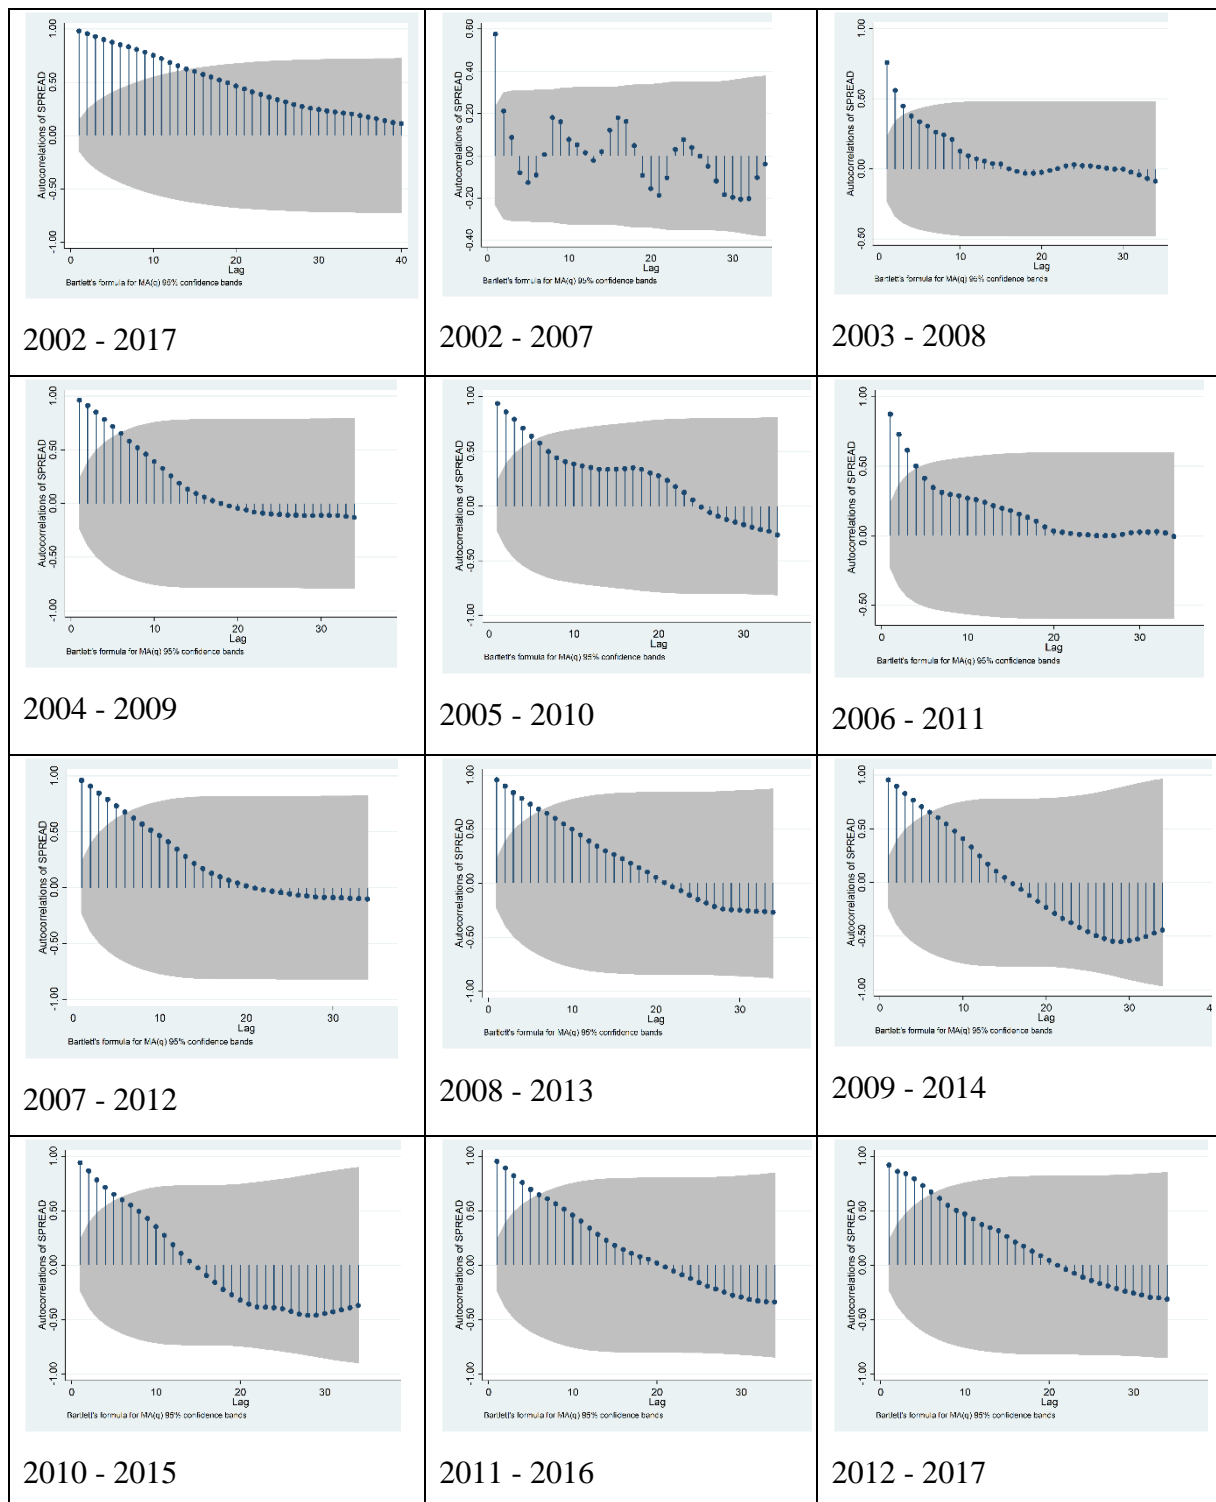 Autocorrelations of SPREAD
1.00
0.50
0.00
-0.50
-1.00
0 10 20 30 40
Lag
Bartlett's formula for MA(q) 95% confidence bands
2002 - 2017
Autocorrelations of SPREAD
0.60
0.40
0.20
0.00
-0.20
-0.40
0 10 20 30
Lag
Bartlett's formula for MA(q) 95% confidence bands
2002 - 2007
Autocorrelations of SPREAD
1.00
0.50
0.00
-0.50
0 10 20 30
Lag
Bartlett's formula for MA(q) 95% confidence bands
2003 - 2008
Autocorrelations of SPREAD
1.00
0.50
0.00
-0.50
-1.00
0 10 20 30
Lag
Bartlett's formula for MA(q) 95% confidence bands
2004 - 2009
Autocorrelations of SPREAD
1.00
0.50
0.00
-0.50
-1.00
0 10 20 30
Lag
Bartlett's formula for MA(q) 95% confidence bands
2005 - 2010
Autocorrelations of SPREAD
1.00
0.50
0.00
-0.50
0 10 20 30
Lag
Bartlett's formula for MA(q) 95% confidence bands
2006 - 2011
Autocorrelations of SPREAD
1.00
0.50
0.00
-0.50
-1.00
0 10 20 30
Lag
Bartlett's formula for MA(q) 95% confidence bands
2007 - 2012
Autocorrelations of SPREAD
1.00
0.50
0.00
-0.50
-1.00
0 10 20 30
Lag
Bartlett's formula for MA(q) 95% confidence bands
2008 - 2013
Autocorrelations of SPREAD
1.00
0.50
0.00
-0.50
-1.00
0 10 20 30 4
Lag
Bartlett's formula for MA(q) 95% confidence bands
2009 - 2014
Autocorrelations of SPREAD
1.00
0.50
0.00
-0.50
-1.00
0 10 20 30
Lag
Bartlett's formula for MA(q) 95% confidence bands
2010 - 2015
Autocorrelations of SPREAD
1.00
0.50
0.00
-0.50
-1.00
0 10 20 30
Lag
Bartlett's formula for MA(q) 95% confidence bands
2011 - 2016
Autocorrelations of SPREAD
1.00
0.50
0.00
-0.50
-1.00
0 10 20 30
Lag
Bartlett's formula for MA(q) 95% confidence bands
2012 - 2017